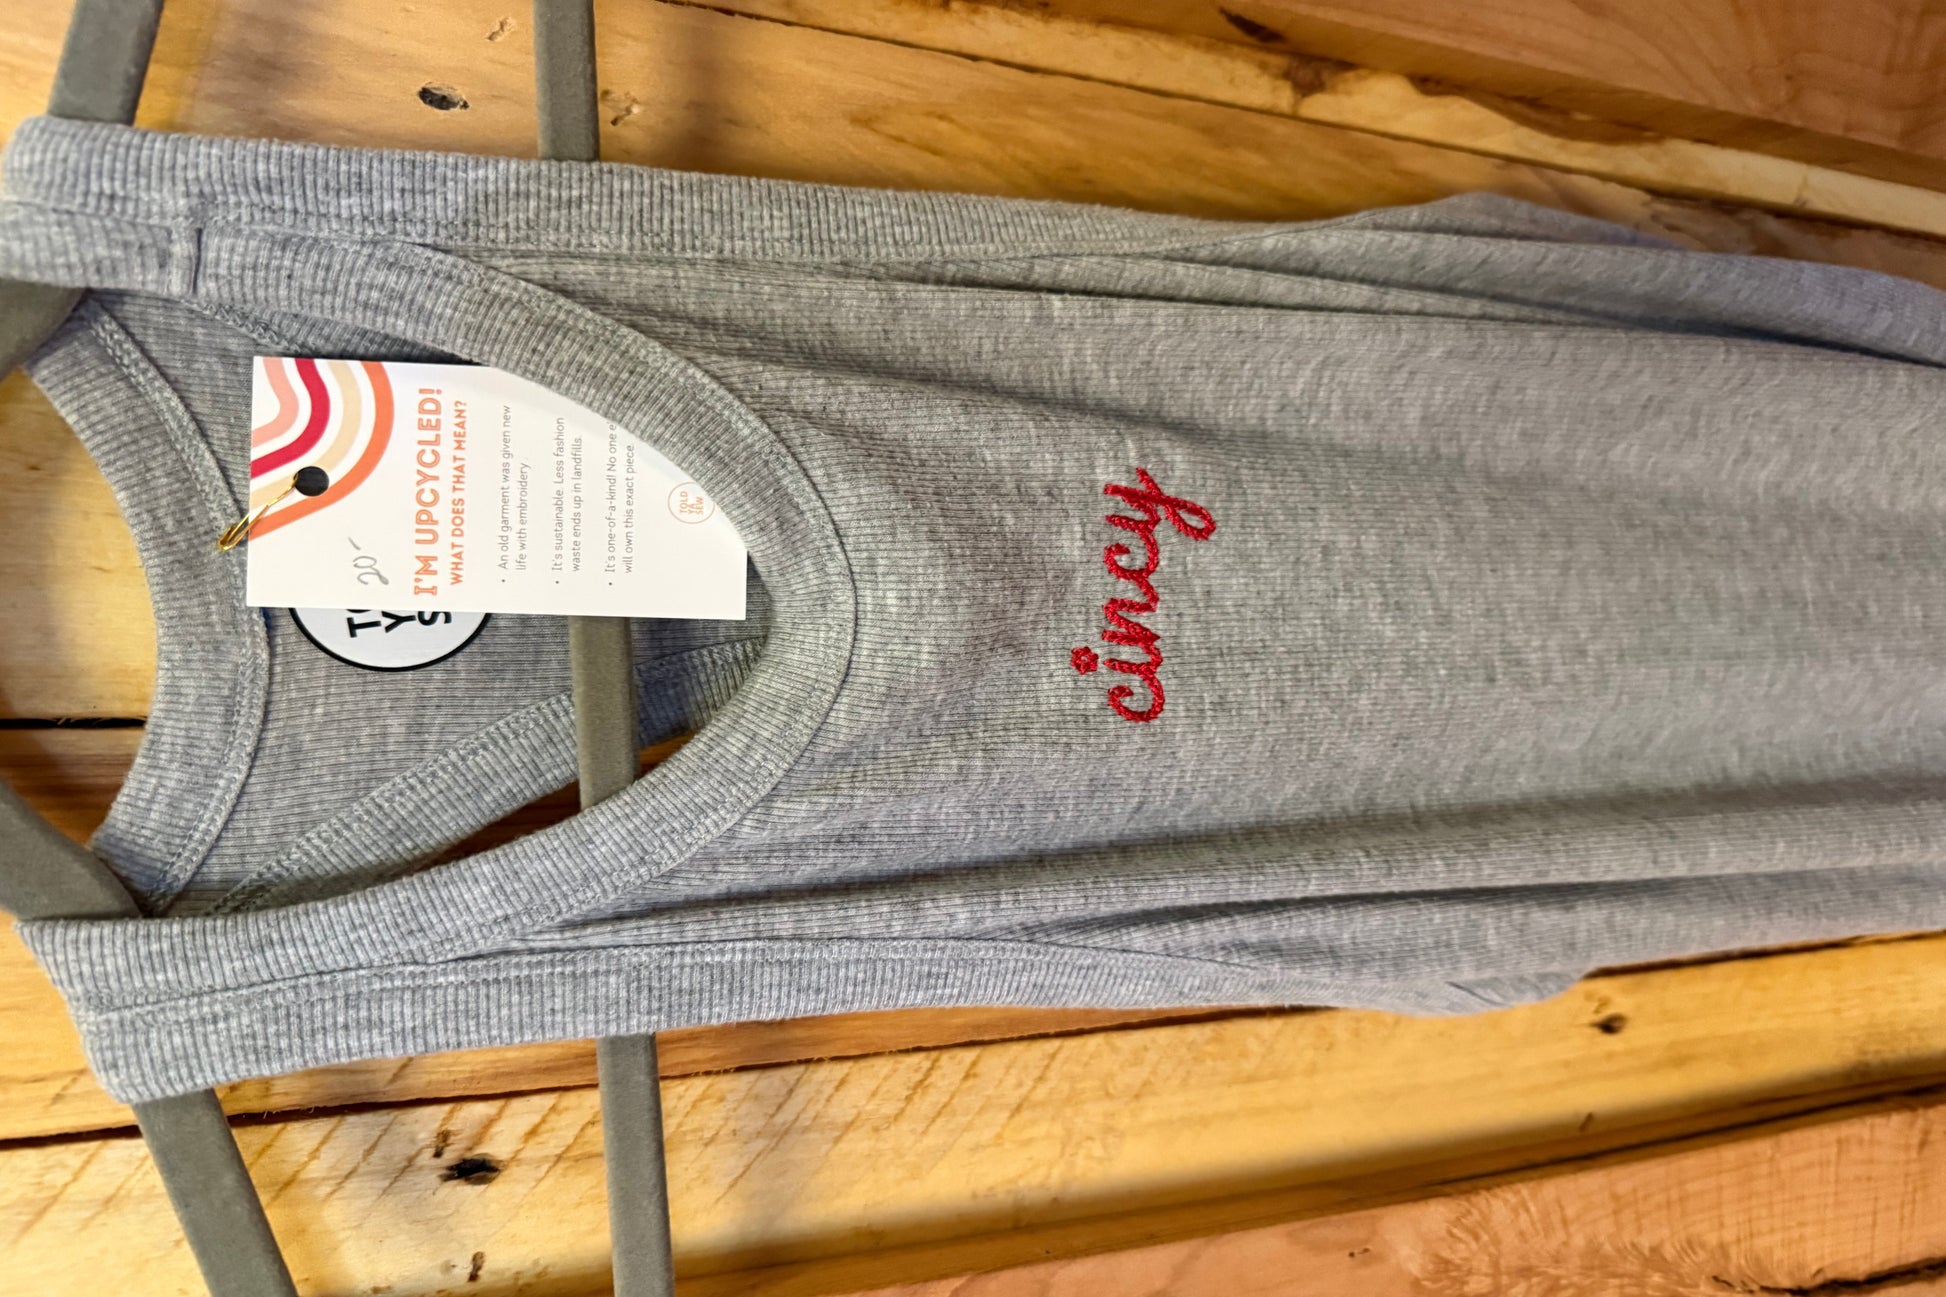 20-
I'M UPCYCLED!
WHAT DOES THAT MEAN?
• An old garment was given new
life with embroidery
• It's sustainable. Less fashion
waste ends up in landfills.
• It's one-of-a-kind! No one
will own this exact piece
TOLD
YA
SEW
cincy